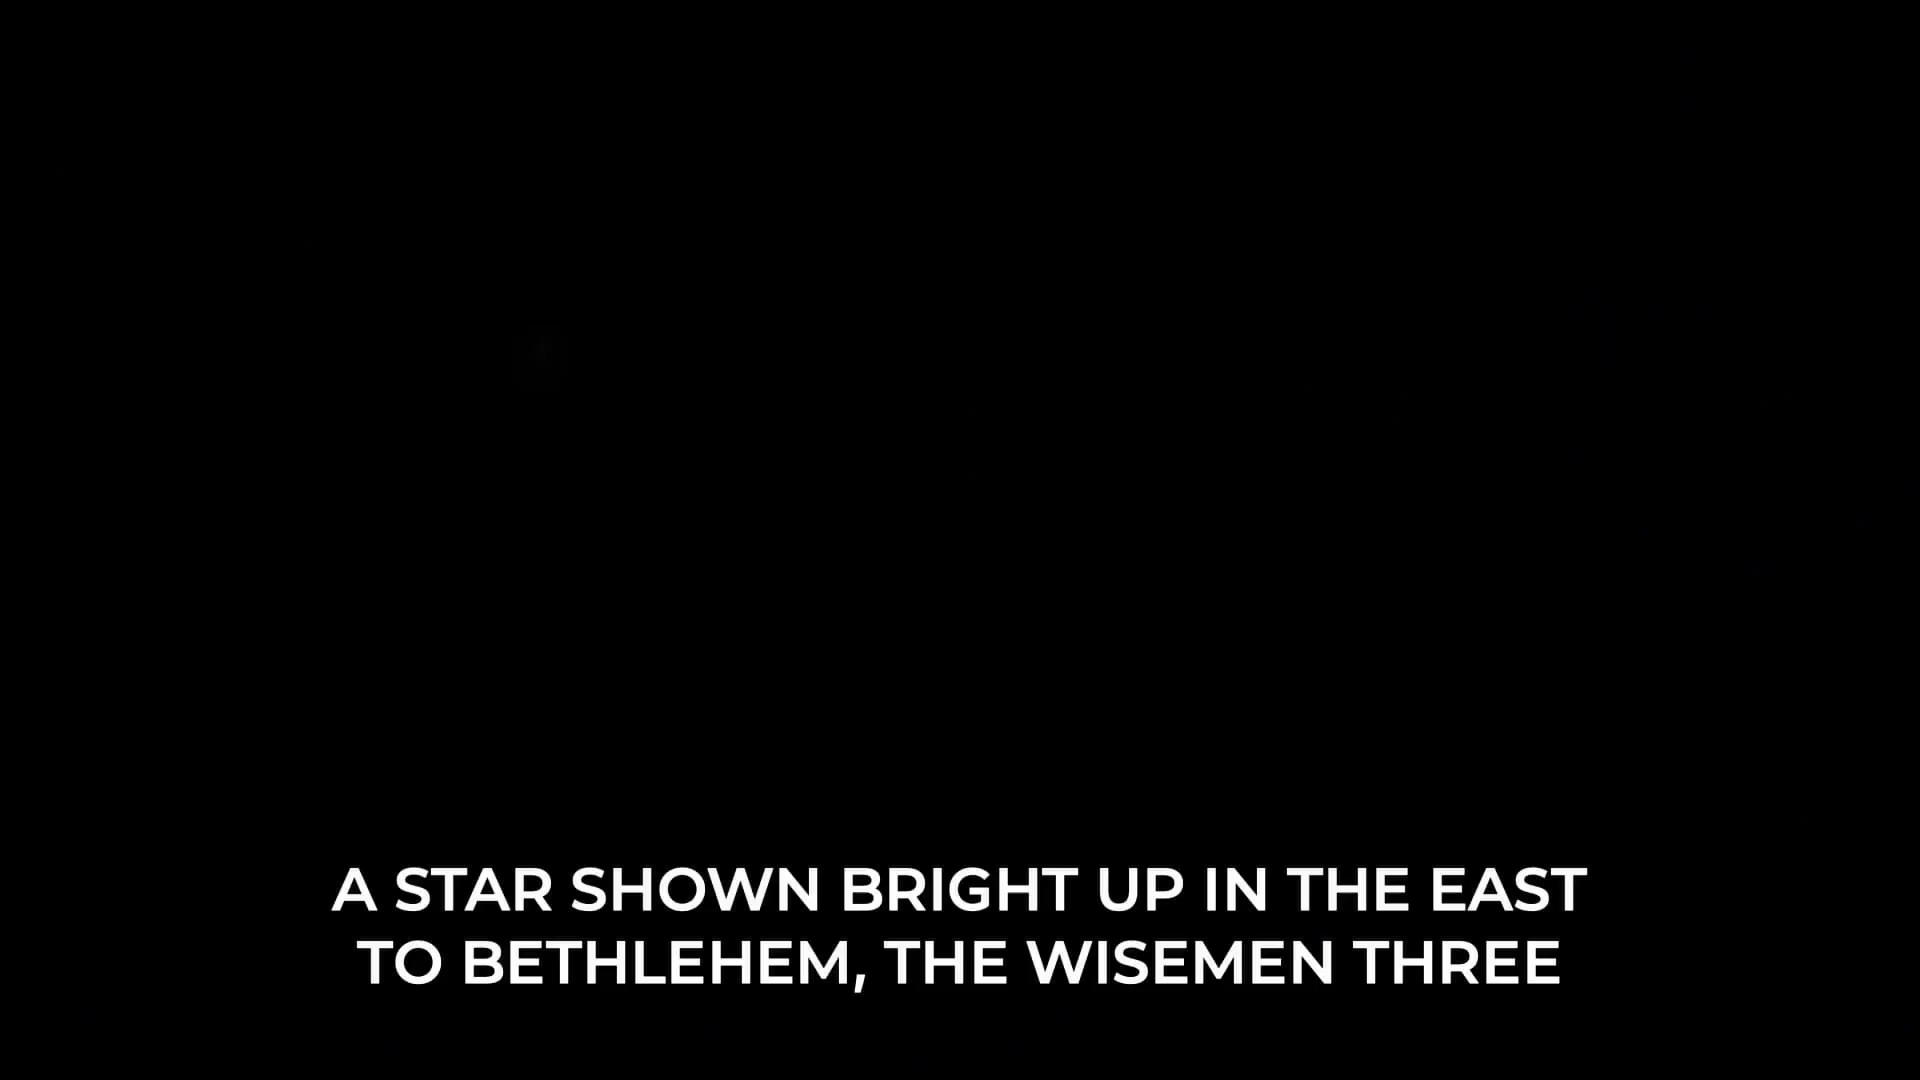 A STAR SHOWN BRIGHT UP IN THE EAST
TO BETHLEHEM, THE WISEMEN THREE